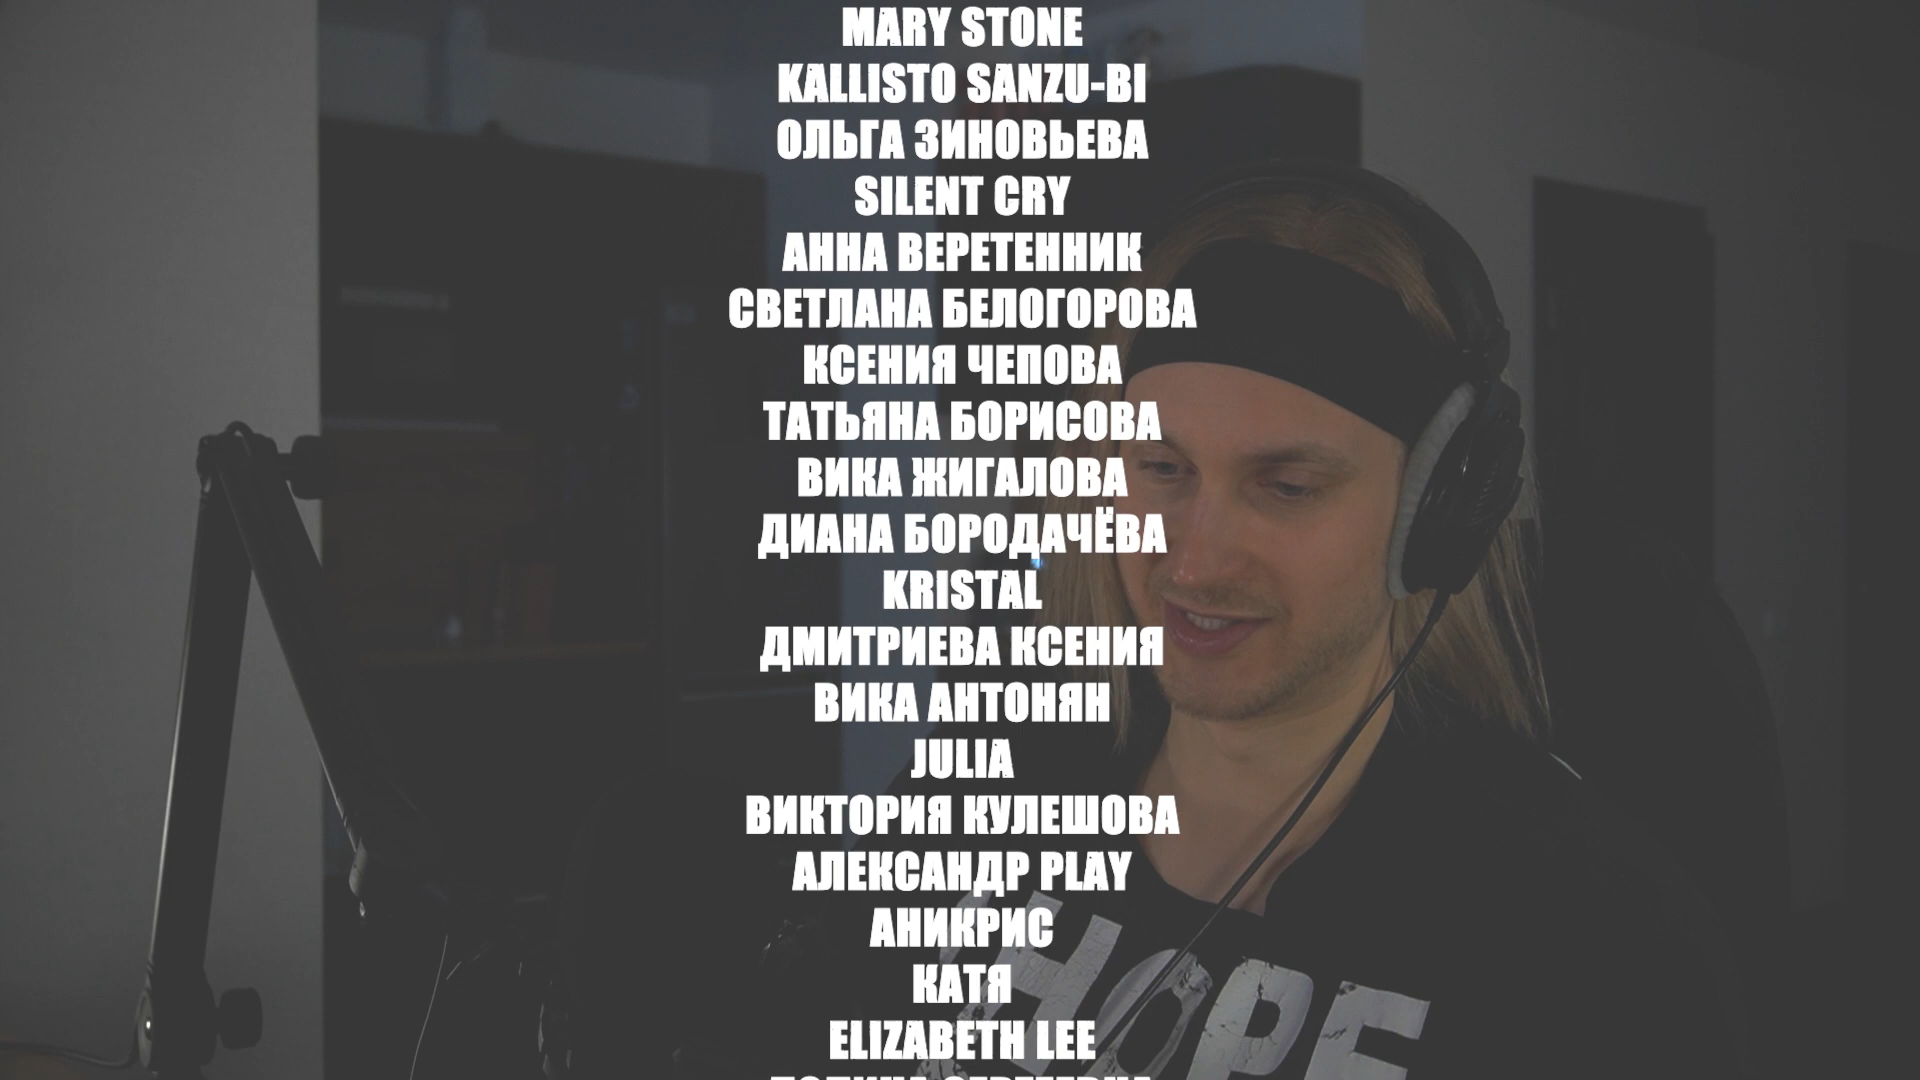 MARY STONE
KALLISTO SANZU-BI
ОЛЬГА ЗИНОВЬЕВА
SILENT CRY
АННА ВЕРЕТЕННИК
СВЕТЛАНА БЕЛОГОРОВА
КСЕНИЯ ЧЕПОВА
ТАТЬЯНА БОРИСОВА
ВИКА ЖИГАЛОВА
ДИАНА БОРОДАЧЁВА
KRISTAL
ДМИТРИЕВА КСЕНИЯ
ВИКА АНТОНЯН
JULIA
ВИКТОРИЯ КУЛЕШОВА
АЛЕКСАНДР PLAY
АНИКРИС
КАТЯ
ELIZABETH LEE
HOPE